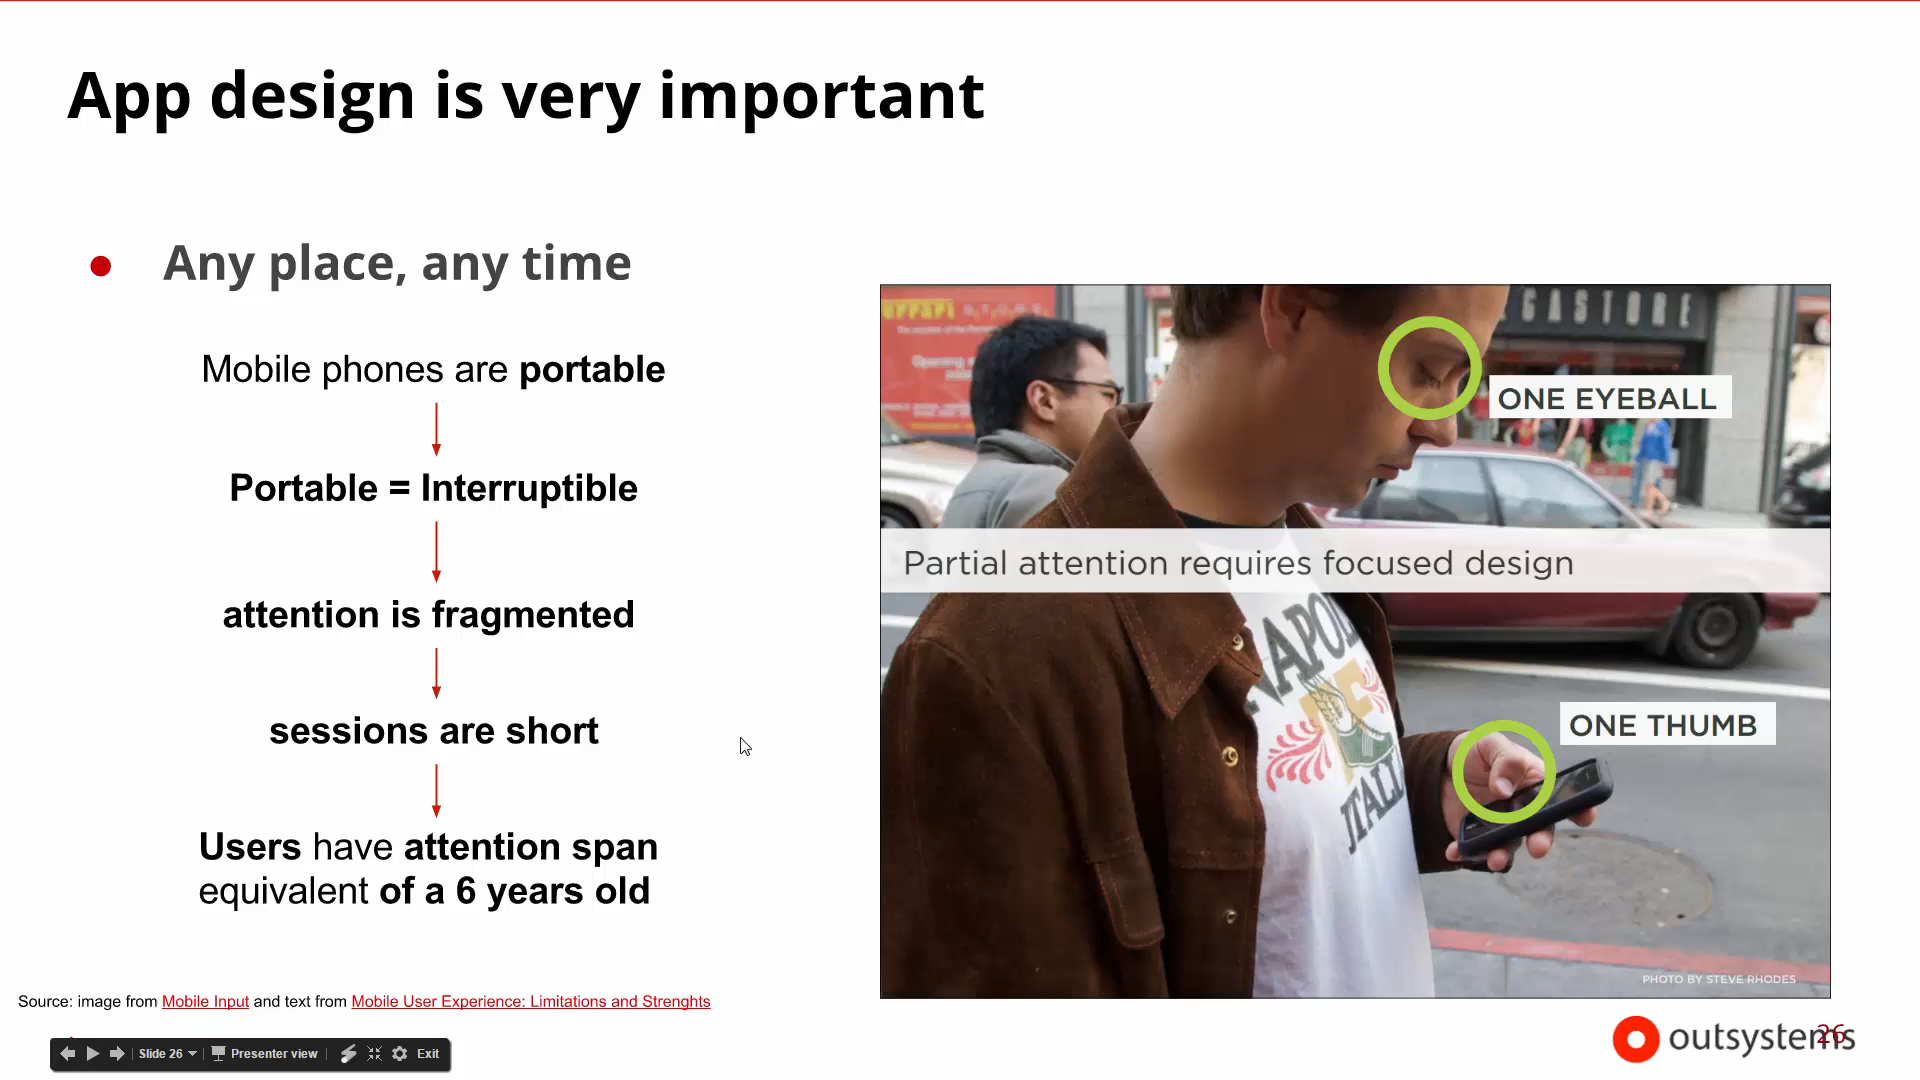 App design is very important
● Any place, any time
Mobile phones are portable
Portable = Interruptible
attention is fragmented
sessions are short
Users have attention span
equivalent of a 6 years old
CASTORE
ONE EYEBALL
Partial attention requires focused design
NAPOLI
ITALI
ONE THUMB
PHOTO BY STEVE RHODES
Source: image from Mobile Input and text from Mobile User Experience: Limitations and Strenghts
Slide 26
Presenter view
Exit
outsystems
26